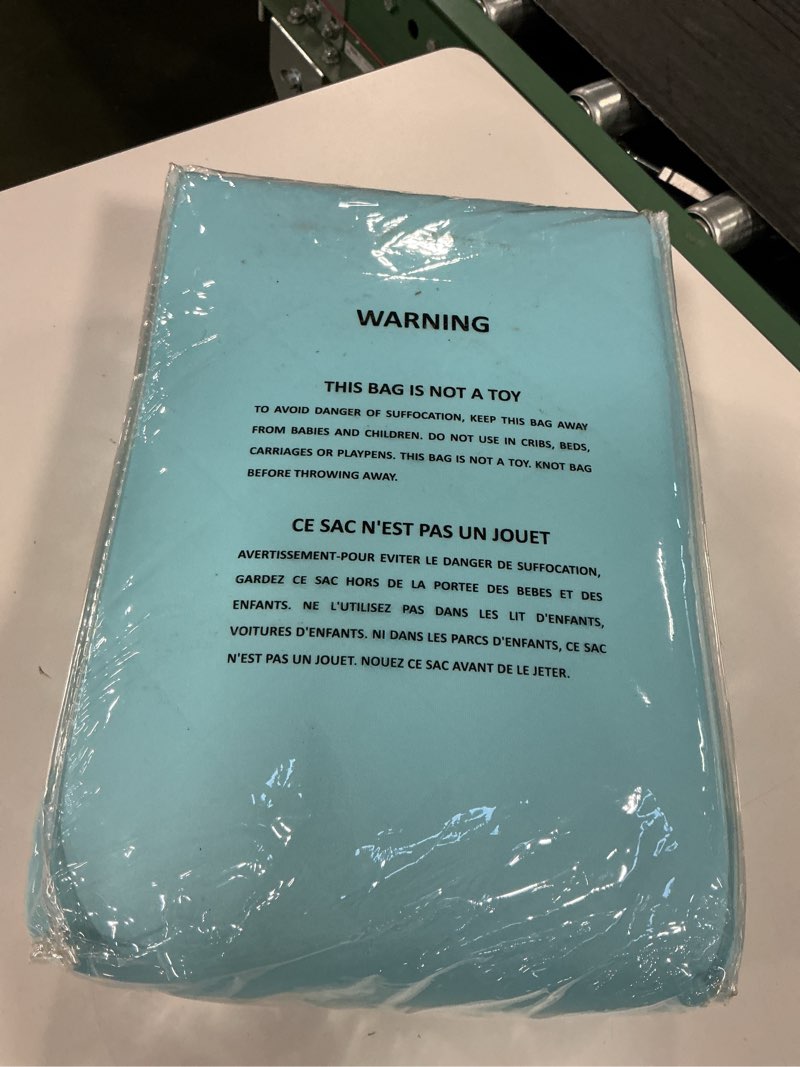 WARNING
THIS BAG IS NOT A TOY
TO AVOID DANGER OF SUFFOCATION, KEEP THIS BAG AWAY
FROM BABIES AND CHILDREN. DO NOT USE IN CRIBS, BEDS,
CARRIAGES OR PLAYPENS. THIS BAG IS NOT A TOY. KNOT BAG
BEFORE THROWING AWAY.
CE SAC N'EST PAS UN JOUET
AVERTISSEMENT-POUR EVITER LE DANGER DE SUFFOCATION,
GARDEZ CE SAC HORS DE LA PORTEE DES BEBES ET DES
ENFANTS. NE L'UTILISEZ PAS DANS LES LIT D'ENFANTS,
VOITURES D'ENFANTS. NI DANS LES PARCS D'ENFANTS, CE SAC
N'EST PAS UN JOUET. NOUEZ CE SAC AVANT DE LE JETER.